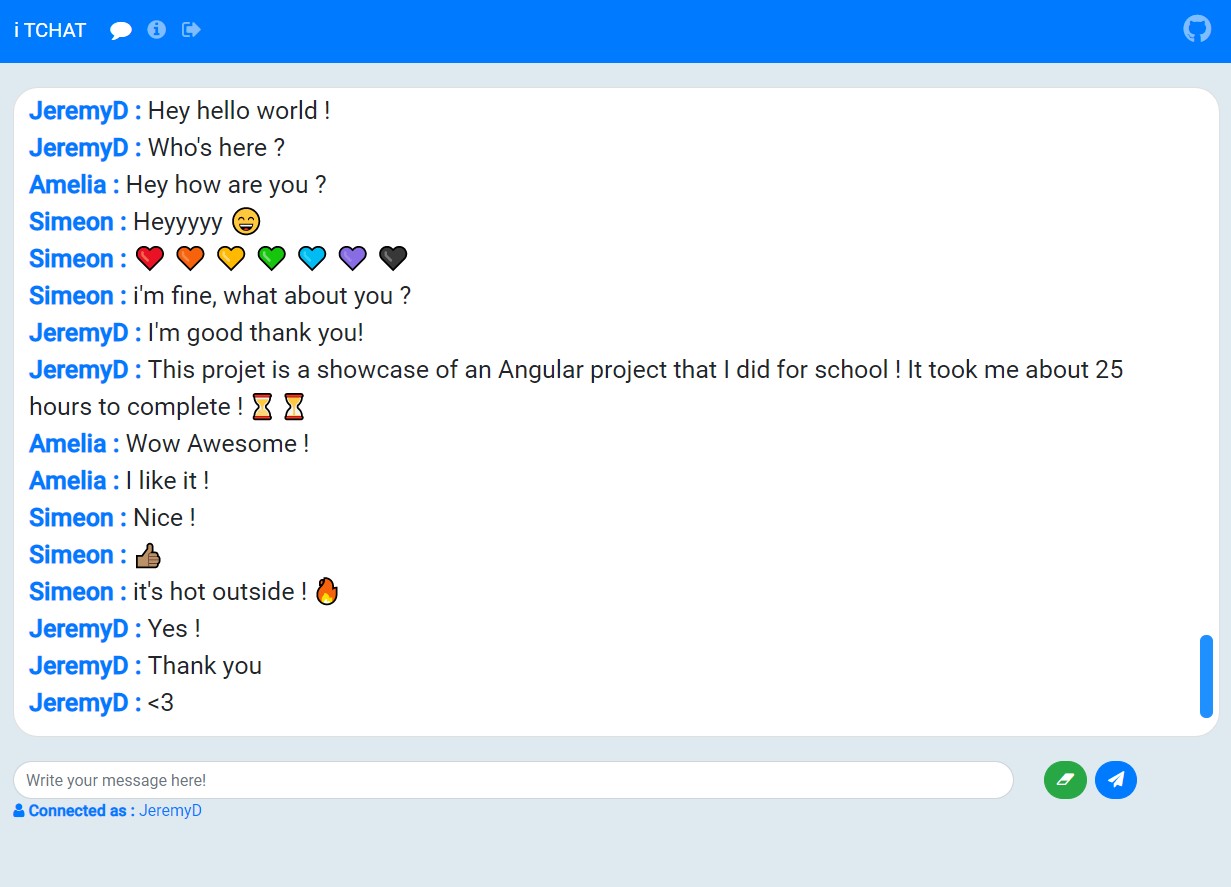 i TCHAT
JeremyD : Hey hello world !
JeremyD : Who's here ?
Amelia : Hey how are you ?
Simeon : Heyyyyy 😄
Simeon : ❤️ 🧡 💛 💚 💙 💜 🖤
Simeon : i'm fine, what about you ?
JeremyD : I'm good thank you!
JeremyD : This projet is a showcase of an Angular project that I did for school ! It took me about 25
hours to complete ! ⏳ ⏳
Amelia : Wow Awesome !
Amelia : I like it !
Simeon : Nice !
Simeon : 👍🏽
Simeon : it's hot outside ! 🔥
JeremyD : Yes !
JeremyD : Thank you
JeremyD : <3
Write your message here!
Connected as : JeremyD